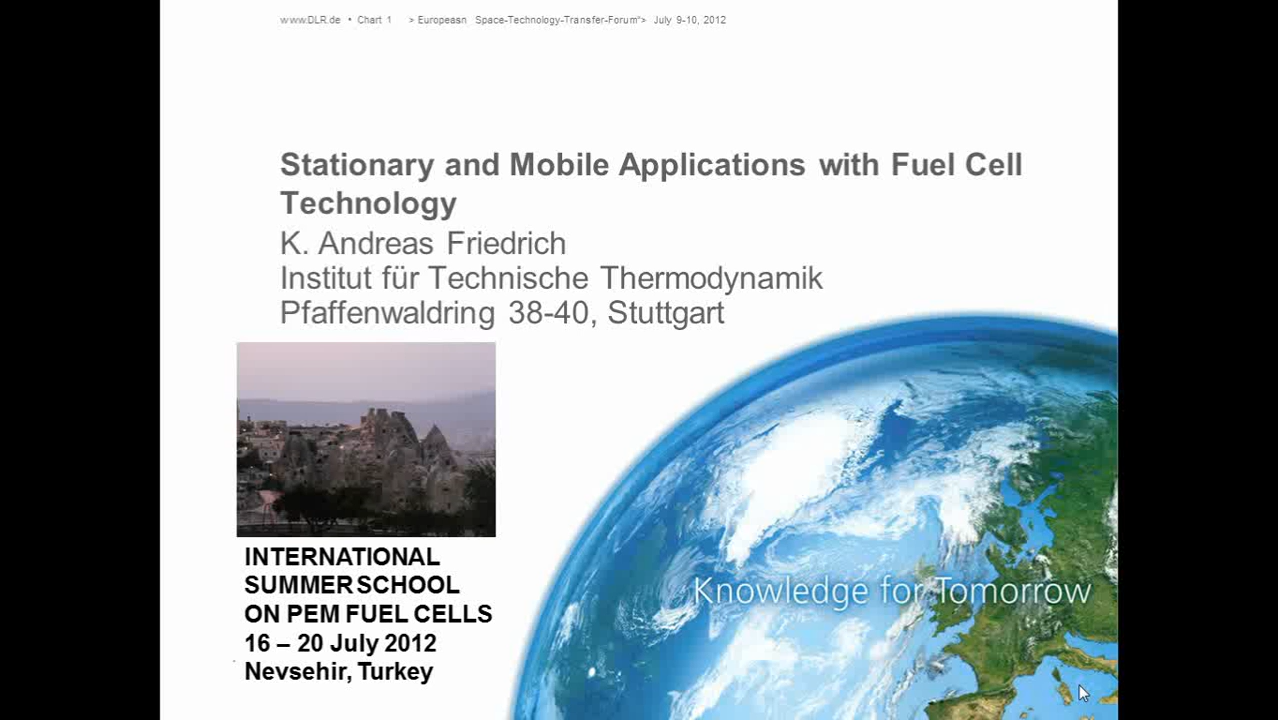 www.DLR.de • Chart 1 > Europeasn Space-Technology-Transfer-Forum"> July 9-10, 2012
Stationary and Mobile Applications with Fuel Cell
Technology
K. Andreas Friedrich
Institut für Technische Thermodynamik
Pfaffenwaldring 38-40, Stuttgart
INTERNATIONAL
SUMMER SCHOOL
ON PEM FUEL CELLS
16 – 20 July 2012
Nevsehir, Turkey
Knowledge for Tomorrow